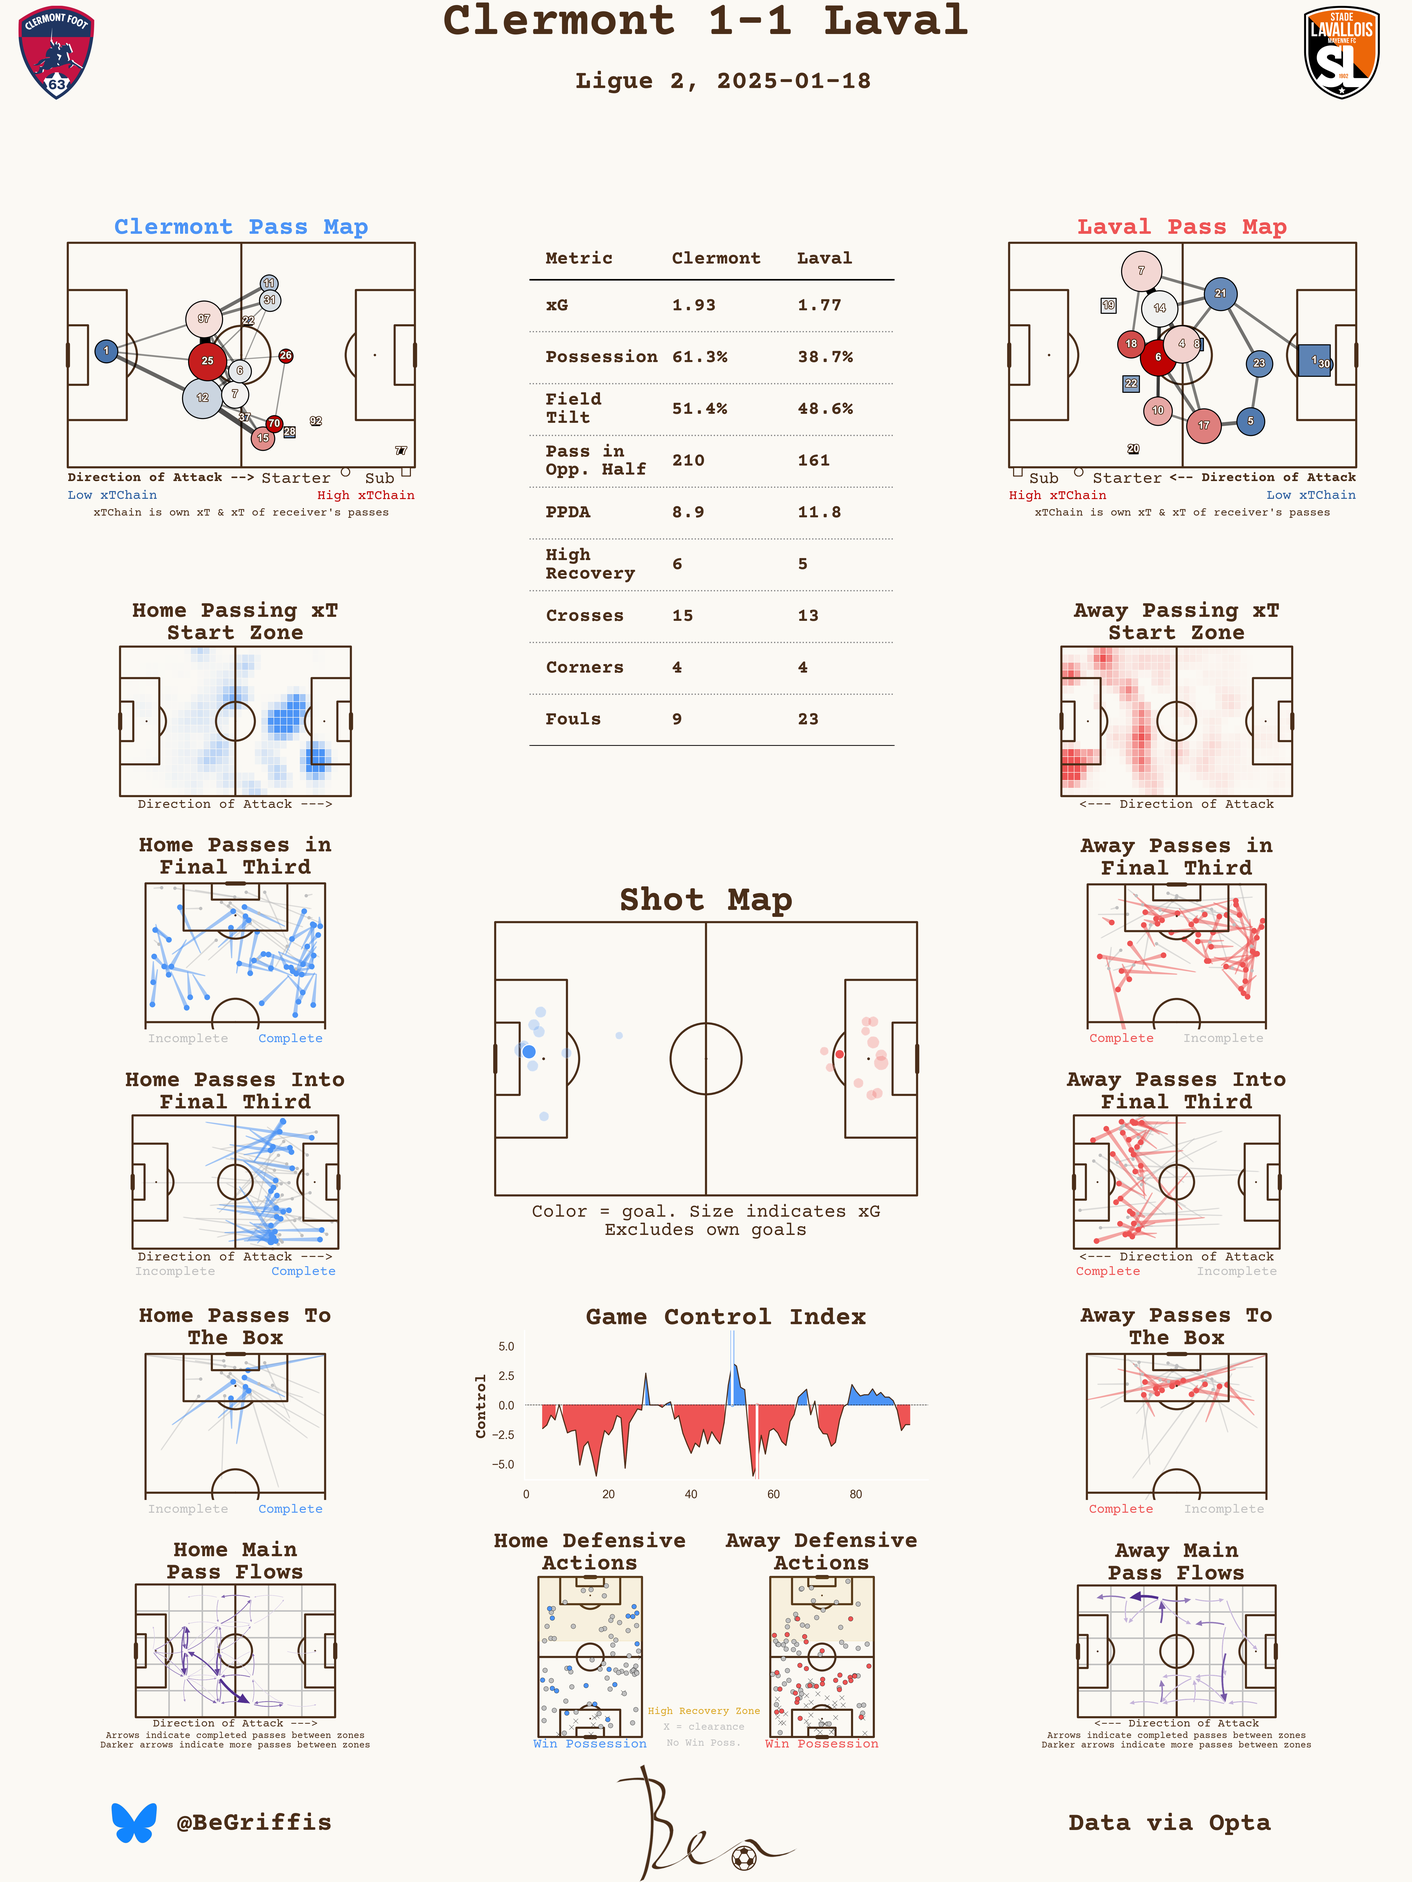 Clermont 1-1 Laval
Ligue 2, 2025-01-18
CLERMONT FOOT
63
STADE
LAVALLOIS
MAYENNE FC
SL
1902
Clermont Pass Map
1
97
25
12
11
31
22
6
7
37
26
70
15
28
92
77
Direction of Attack --> Starter Sub
Low xTChain High xTChain
xTChain is own xT & xT of receiver's passes
Metric Clermont Laval
xG 1.93 1.77
Possession 61.3% 38.7%
Field
Tilt 51.4% 48.6%
Pass in
Opp. Half 210 161
PPDA 8.9 11.8
High
Recovery 6 5
Crosses 15 13
Corners 4 4
Fouls 9 23
Laval Pass Map
7
19
14
21
18
6
4
8
22
10
17
23
5
1
30
20
Sub Starter <-- Direction of Attack
High xTChain Low xTChain
xTChain is own xT & xT of receiver's passes
Home Passing xT
Start Zone
Direction of Attack --->
Away Passing xT
Start Zone
<--- Direction of Attack
Home Passes in
Final Third
Incomplete Complete
Away Passes in
Final Third
Complete Incomplete
Shot Map
Color = goal. Size indicates xG
Excludes own goals
Home Passes Into
Final Third
Direction of Attack --->
Incomplete Complete
Away Passes Into
Final Third
<--- Direction of Attack
Complete Incomplete
Home Passes To
The Box
Incomplete Complete
Game Control Index
Control
5.0
2.5
0.0
−2.5
−5.0
0 20 40 60 80
Away Passes To
The Box
Complete Incomplete
Home Main
Pass Flows
Direction of Attack --->
Arrows indicate completed passes between zones
Darker arrows indicate more passes between zones
Home Defensive
Actions
Win Possession
High Recovery Zone
X = clearance
No Win Poss.
Away Defensive
Actions
Win Possession
Away Main
Pass Flows
<--- Direction of Attack
Arrows indicate completed passes between zones
Darker arrows indicate more passes between zones
@BeGriffis
Ben
Data via Opta